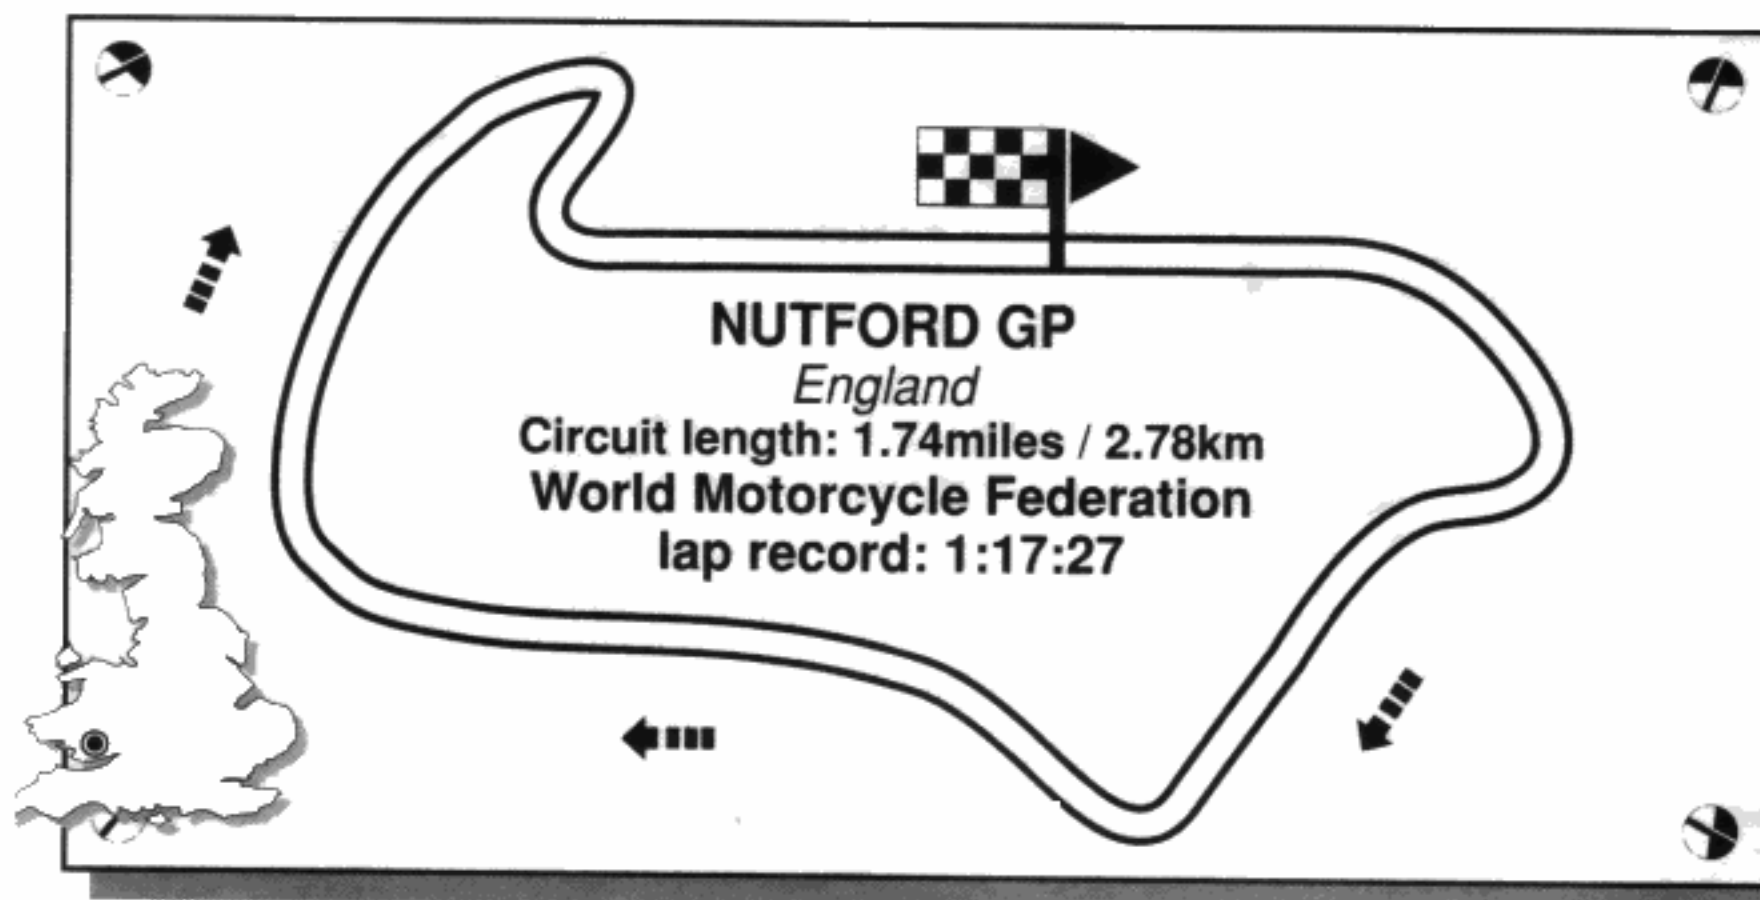 NUTFORD GP
England
Circuit length: 1.74miles / 2.78km
World Motorcycle Federation
lap record: 1:17:27